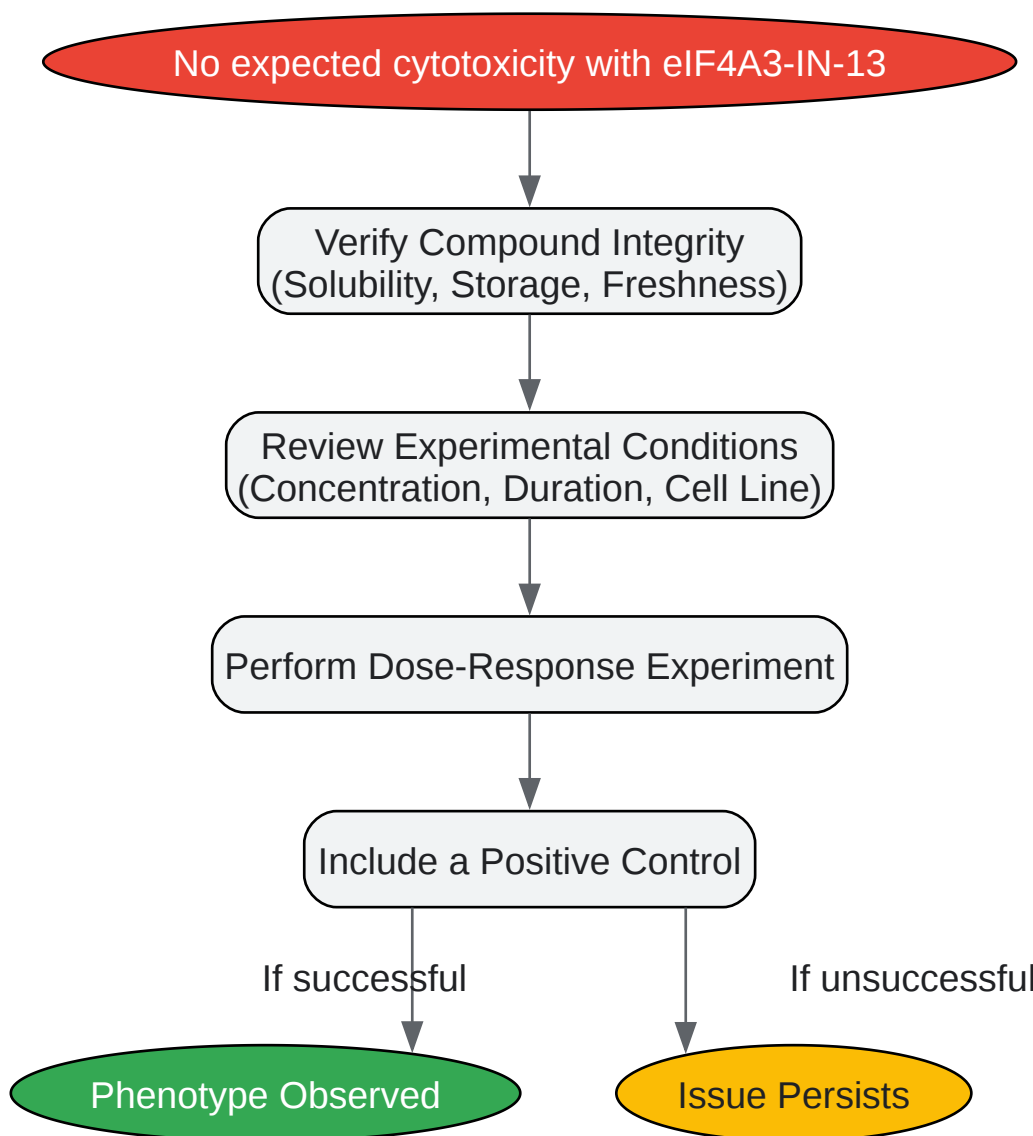 No expected cytotoxicity with eIF4A3-IN-13
Verify Compound Integrity
(Solubility, Storage, Freshness)
Review Experimental Conditions
(Concentration, Duration, Cell Line)
Perform Dose-Response Experiment
Include a Positive Control
If successful
If unsuccessful
Phenotype Observed
Issue Persists